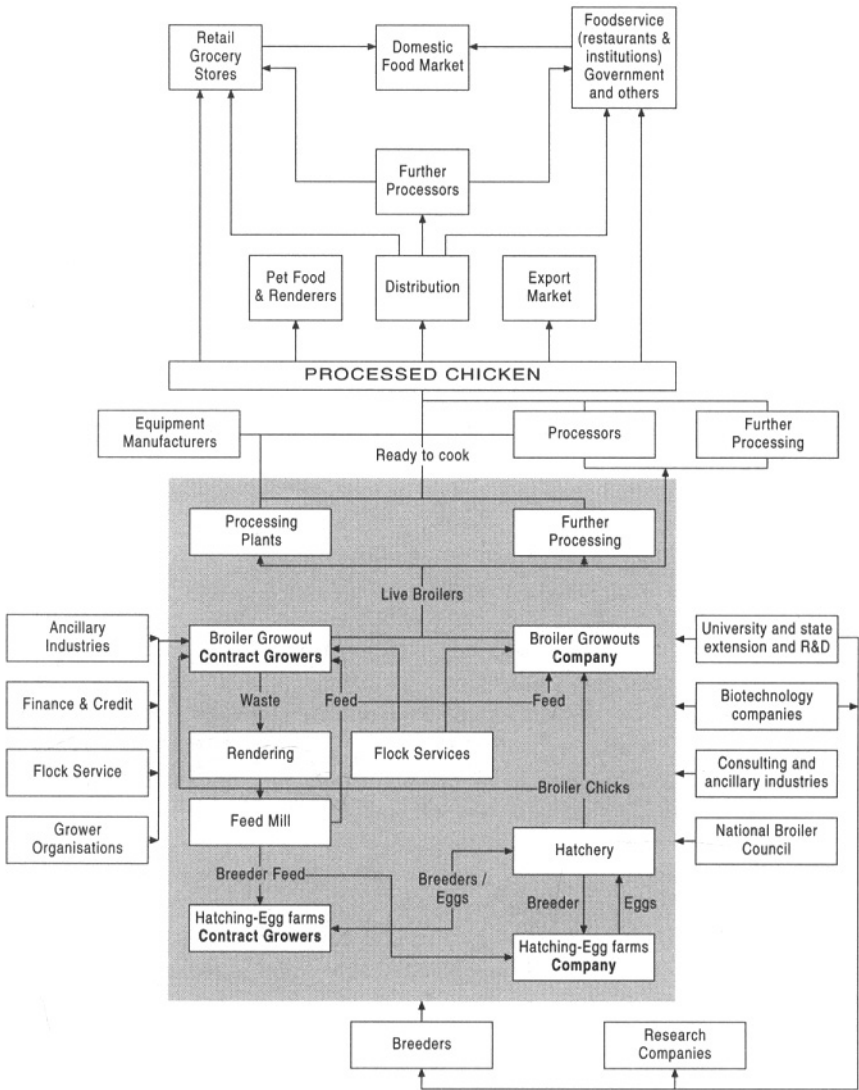 Retail
Grocery
Stores
Domestic
Food Market
Foodservice
(restaurants &
institutions)
Government
and others
Further
Processors
Pet Food
& Renderers
Distribution
Export
Market
PROCESSED CHICKEN
Equipment
Manufacturers
Processors
Further
Processing
Ready to cook
Processing
Plants
Further
Processing
Live Broilers
Ancillary
Industries
Broiler Growout
Contract Growers
Broiler Growouts
Company
University and state
extension and R&D
Waste
Feed
Feed
Finance & Credit
Biotechnology
companies
Rendering
Flock Services
Flock Service
Consulting and
ancillary industries
Broiler Chicks
Feed Mill
Grower
Organisations
Hatchery
National Broiler
Council
Breeder Feed
Breeders /
Eggs
Breeder
Eggs
Hatching-Egg farms
Contract Growers
Hatching-Egg farms
Company
Breeders
Research
Companies